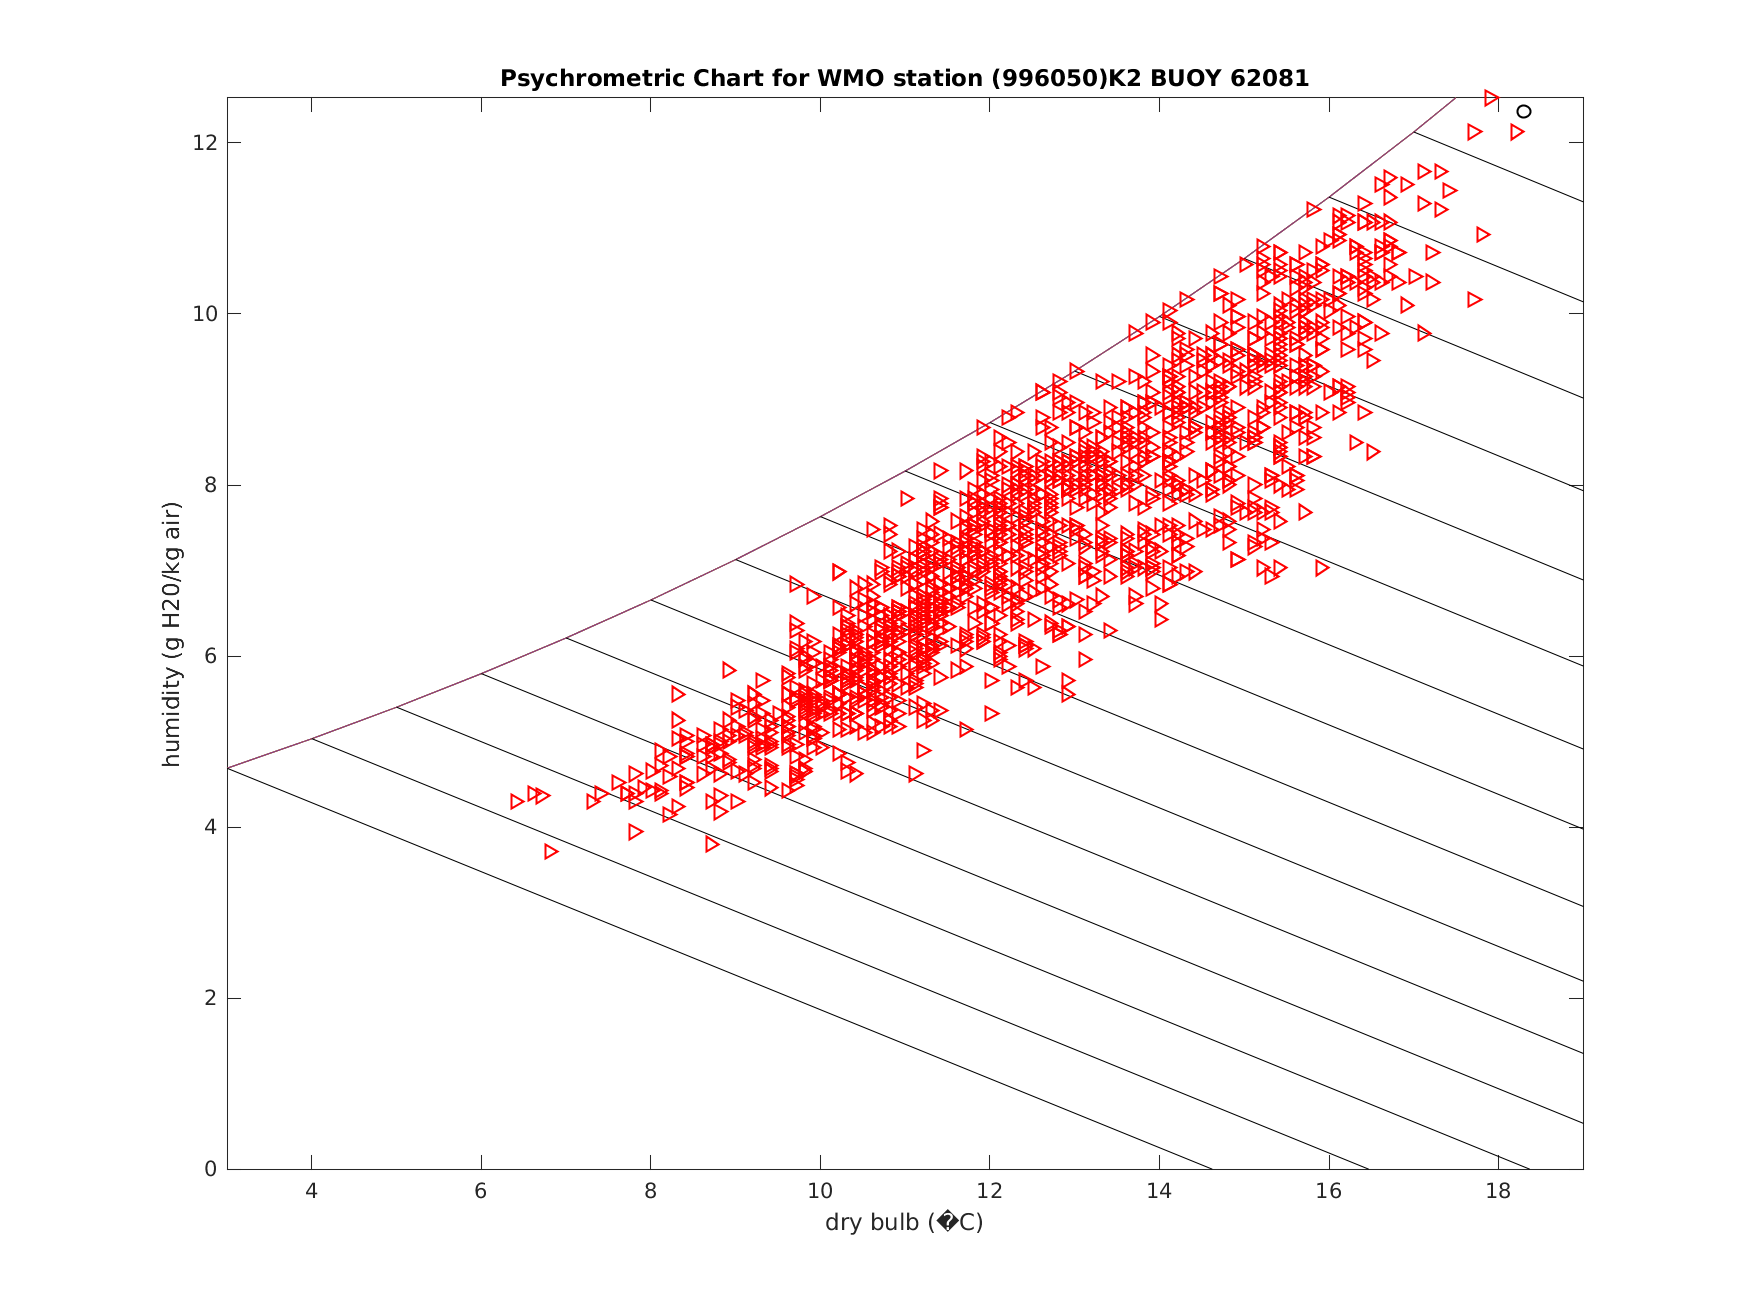 Psychrometric Chart for WMO station (996050)K2 BUOY 62081
12
10
8
6
4
2
0
humidity (g H20/kg air)
4 6 8 10 12 14 16 18
dry bulb (�C)